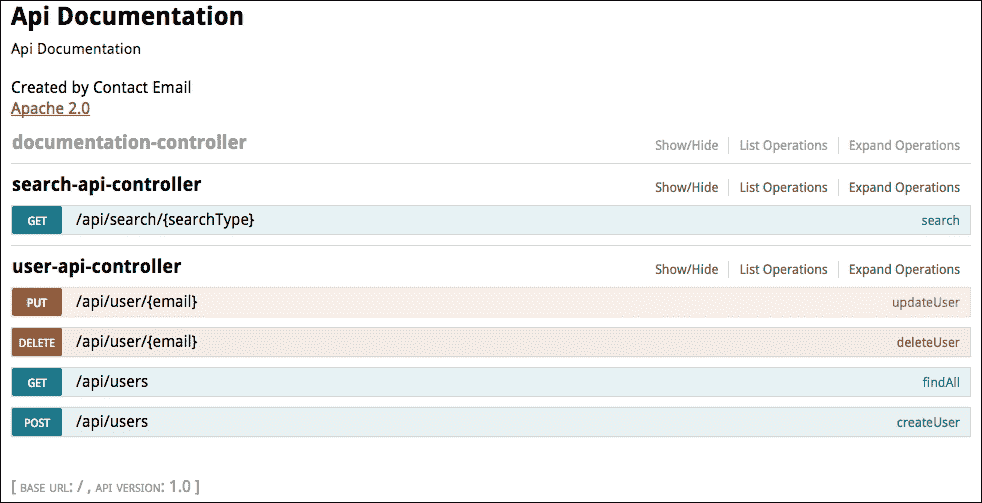 Api Documentation
Api Documentation
Created by Contact Email
Apache 2.0
documentation-controller Show/Hide List Operations Expand Operations
search-api-controller Show/Hide List Operations Expand Operations
GET /api/search/{searchType} search
user-api-controller Show/Hide List Operations Expand Operations
PUT /api/user/{email} updateUser
DELETE /api/user/{email} deleteUser
GET /api/users findAll
POST /api/users createUser
[ BASE URL: / , API VERSION: 1.0 ]